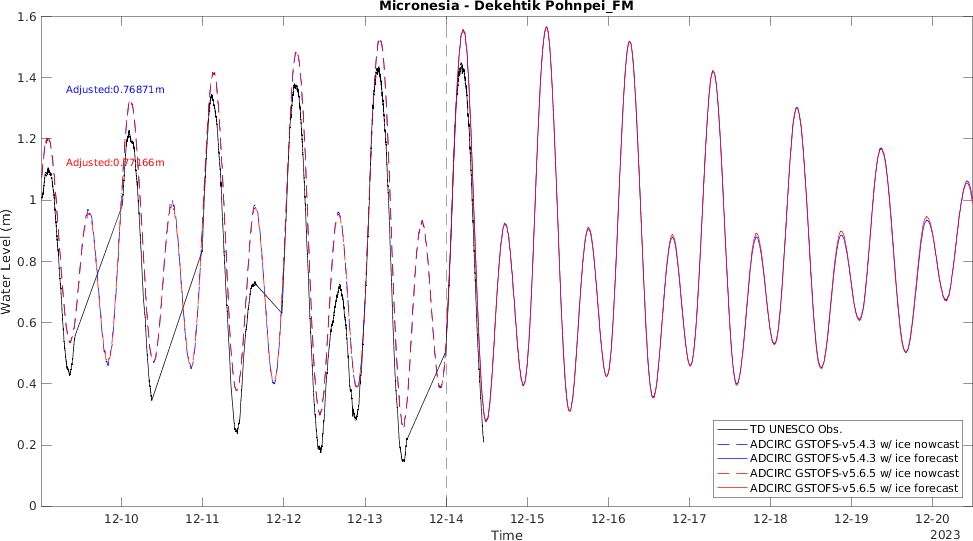 Micronesia - Dekehtik Pohnpei_FM
1.6
1.4
1.2
1
0.8
0.6
0.4
0.2
0
Water Level (m)
Adjusted:0.76871m
Adjusted:0.77166m
TD UNESCO Obs.
ADCIRC GSTOFS-v5.4.3 w/ ice nowcast
ADCIRC GSTOFS-v5.4.3 w/ ice forecast
ADCIRC GSTOFS-v5.6.5 w/ ice nowcast
ADCIRC GSTOFS-v5.6.5 w/ ice forecast
12-10 12-11 12-12 12-13 12-14 12-15 12-16 12-17 12-18 12-19 12-20
2023
Time